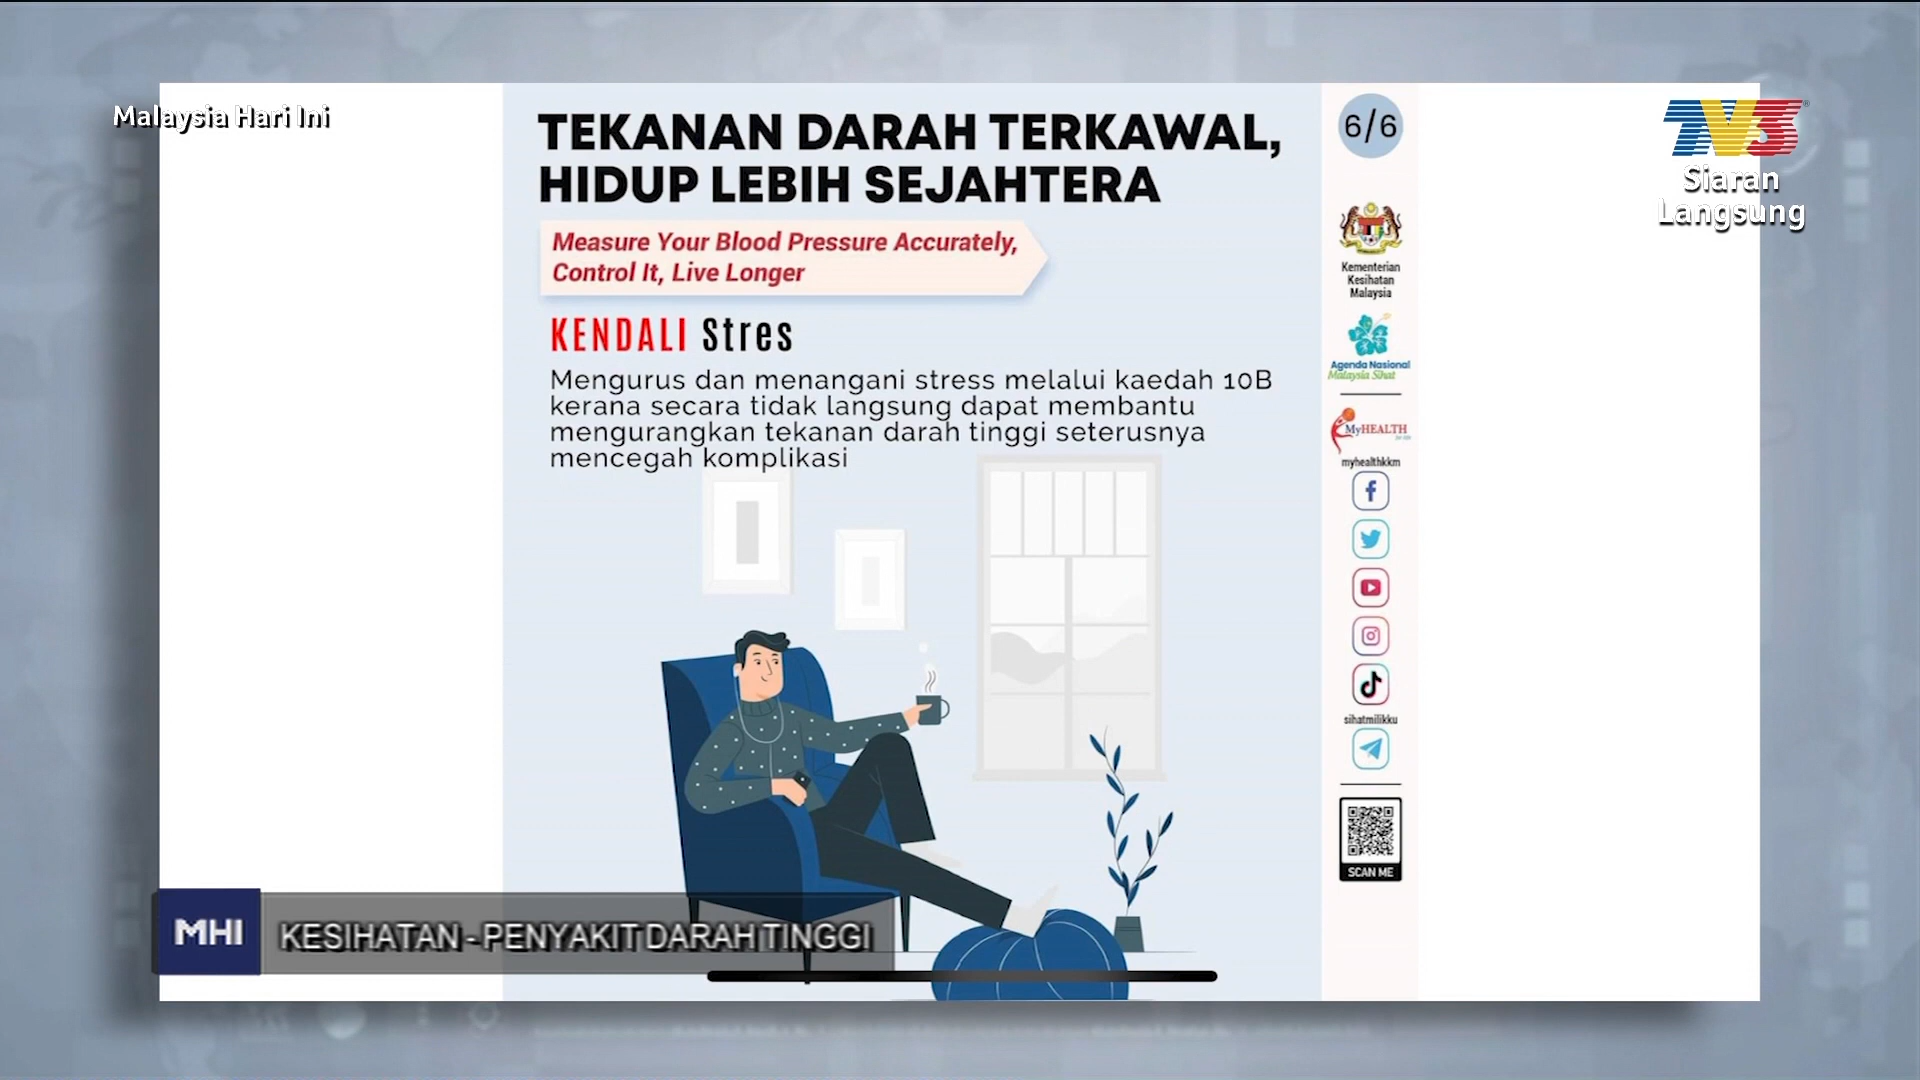 Malaysia Hari Ini
TV3
Siaran
Langsung
TEKANAN DARAH TERKAWAL,
HIDUP LEBIH SEJAHTERA
Measure Your Blood Pressure Accurately,
Control It, Live Longer
KENDALI Stres
Mengurus dan menangani stress melalui kaedah 10B
kerana secara tidak langsung dapat membantu
mengurangkan tekanan darah tinggi seterusnya
mencegah komplikasi
6/6
Kementerian
Kesihatan
Malaysia
Agenda Nasional
Malaysia Sihat
MyHEALTH
myhealthkkm
sihatmilikku
SCAN ME
MHI
KESIHATAN - PENYAKIT DARAH TINGGI